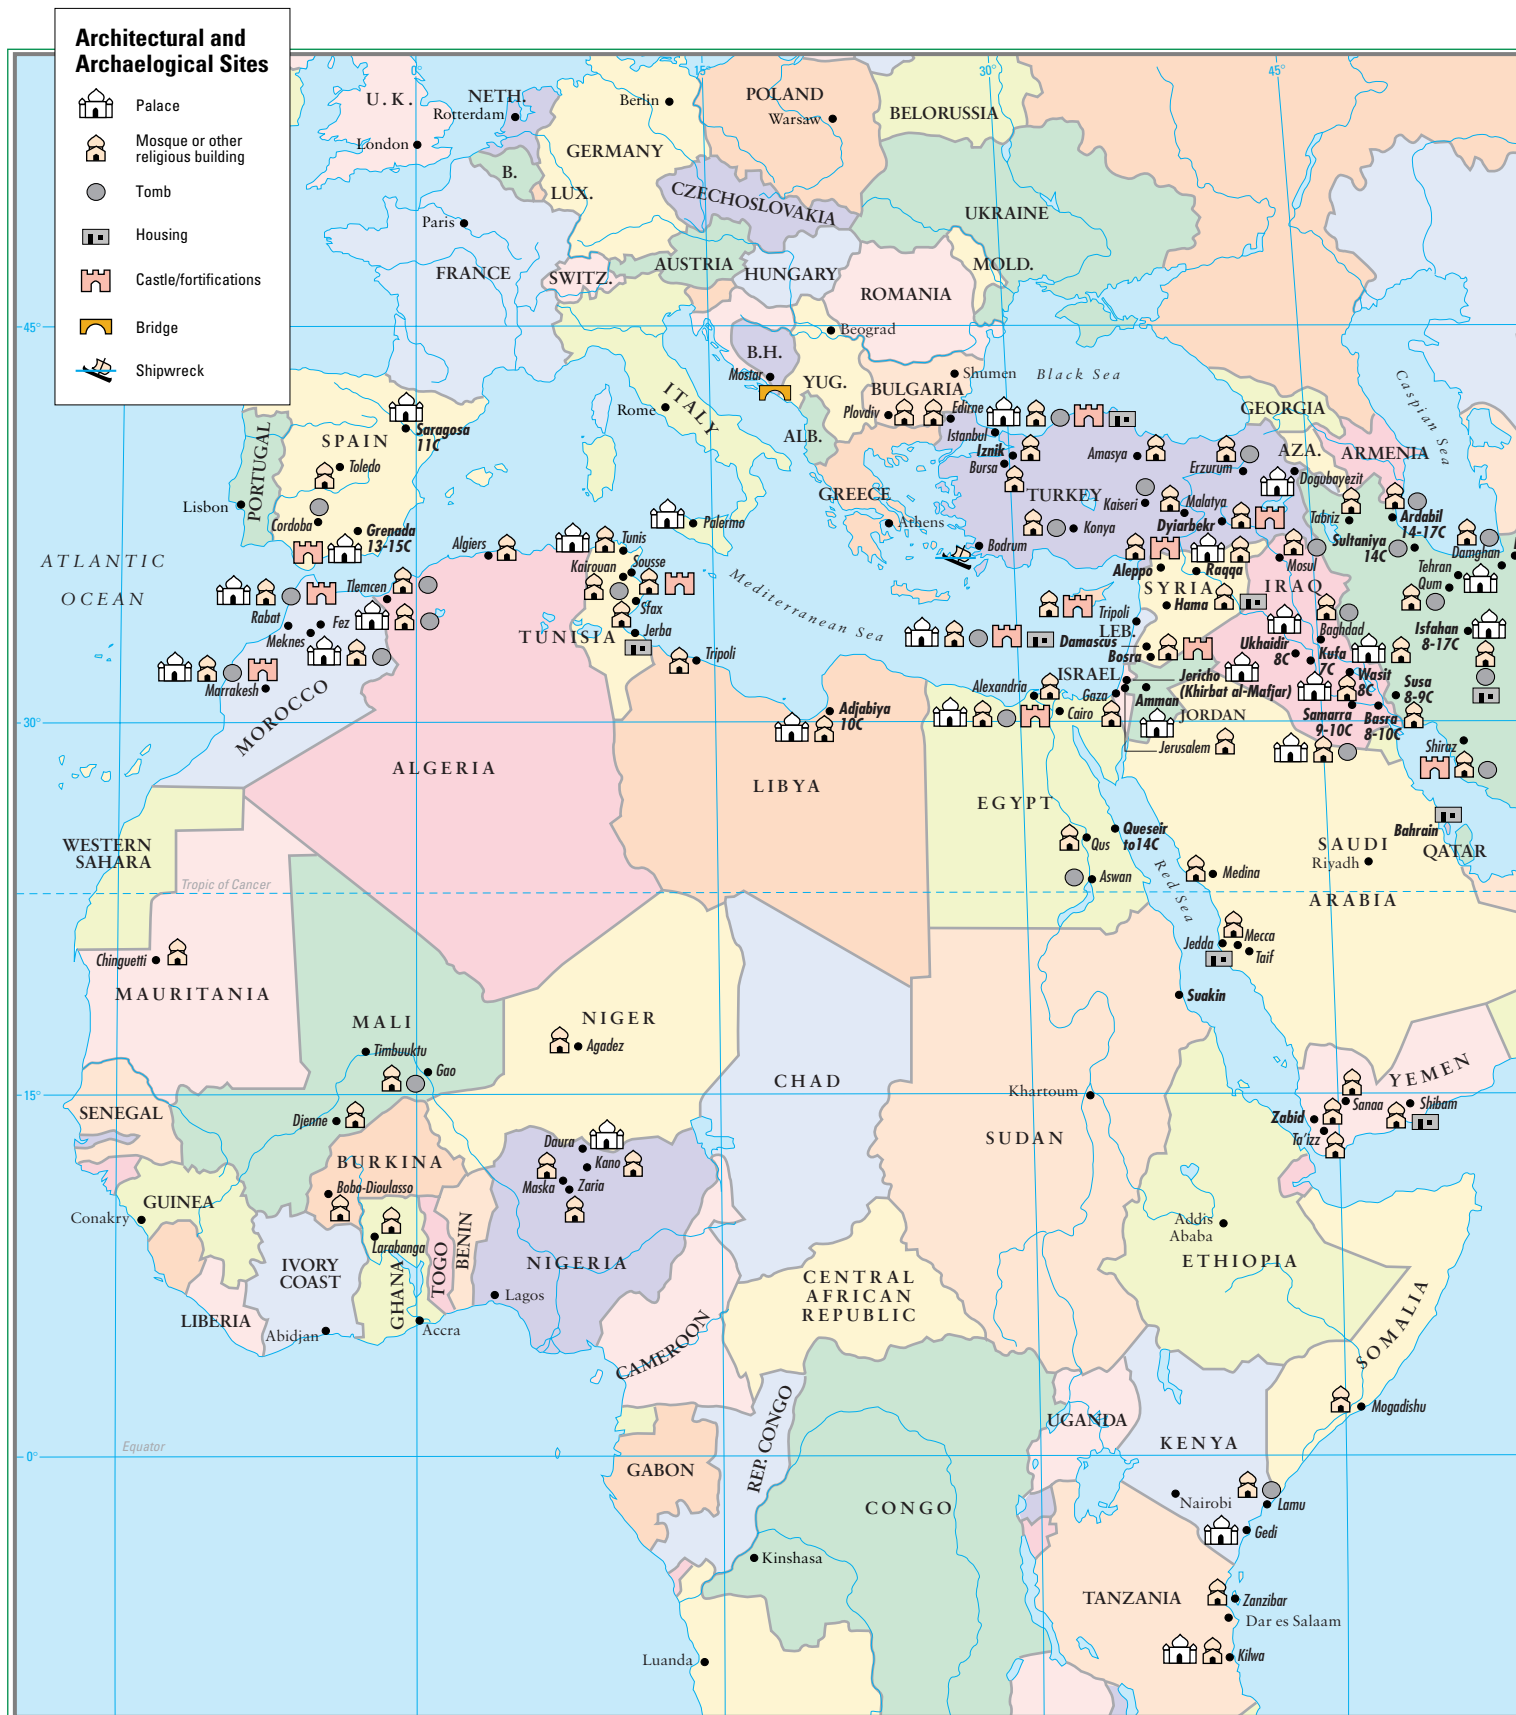 Architectural and
Archaelogical Sites
Palace
Mosque or other
religious building
Tomb
Housing
Castle/fortifications
Bridge
Shipwreck
0°
15°
30°
45°
U.K.
NETH.
Rotterdam
London
Berlin
POLAND
Warsaw
BELORUSSIA
GERMANY
B.
LUX.
CZECHOSLOVAKIA
UKRAINE
Paris
FRANCE
SWITZ.
AUSTRIA
HUNGARY
MOLD.
ROMANIA
45°
Beograd
B.H.
Mostar
YUG.
BULGARIA
Shumen
Black Sea
Caspian Sea
ITALY
Rome
ALB.
Plovdiv
Edirne
Istanbul
GEORGIA
Saragosa
11C
SPAIN
PORTUGAL
Toledo
Lisbon
Cordoba
Grenada
13-15C
Iznik
Bursa
Amasya
Erzurum
AZA.
ARMENIA
Dogubayezit
GREECE
Athens
TURKEY
Kaiseri
Malatya
Konya
Dyiarbekr
Tabriz
Ardabil
14-17C
Sultaniya
14C
Damghan
Tehran
Qum
Palermo
Bodrum
ATLANTIC
OCEAN
Algiers
Tunis
Kairouan
Sousse
Sfax
Jerba
TUNISIA
Tripoli
Mediterranean Sea
Tlemcen
Rabat
Fez
Meknes
Marrakesh
MOROCCO
Aleppo
Raqqa
Mosul
SYRIA
IRAQ
Hama
Tripoli
LEB.
Damascus
Bosra
Baghdad
Ukhaidir
8C
Kufa
7C
Wasit
8C
Isfahan
8-17C
Susa
8-9C
Samarra
9-10C
Basra
8-10C
ISRAEL
Jericho
(Khirbat al-Mafjar)
Gaza
Amman
JORDAN
Jerusalem
Alexandria
Cairo
Shiraz
30°
Adjabiya
10C
ALGERIA
LIBYA
EGYPT
Queseir
to14C
Qus
Aswan
Red Sea
Bahrain
QATAR
SAUDI
ARABIA
Riyadh
Medina
WESTERN
SAHARA
Tropic of Cancer
Jedda
Mecca
Taif
Suakin
Chinguetti
MAURITANIA
MALI
NIGER
Timbuuktu
Gao
Agadez
CHAD
Khartoum
SUDAN
YEMEN
Sanaa
Shibam
Zabid
Ta'izz
15°
SENEGAL
Djenne
BURKINA
Bobo-Dioulasso
Daura
Kano
Maska
Zaria
GUINEA
Conakry
Larabanga
IVORY
COAST
GHANA
TOGO
BENIN
NIGERIA
Lagos
LIBERIA
Abidjan
Accra
CAMEROON
CENTRAL
AFRICAN
REPUBLIC
Addis
Ababa
ETHIOPIA
SOMALIA
Mogadishu
UGANDA
KENYA
Equator
0°
GABON
REP. CONGO
CONGO
Nairobi
Lamu
Gedi
Kinshasa
TANZANIA
Zanzibar
Dar es Salaam
Kilwa
Luanda